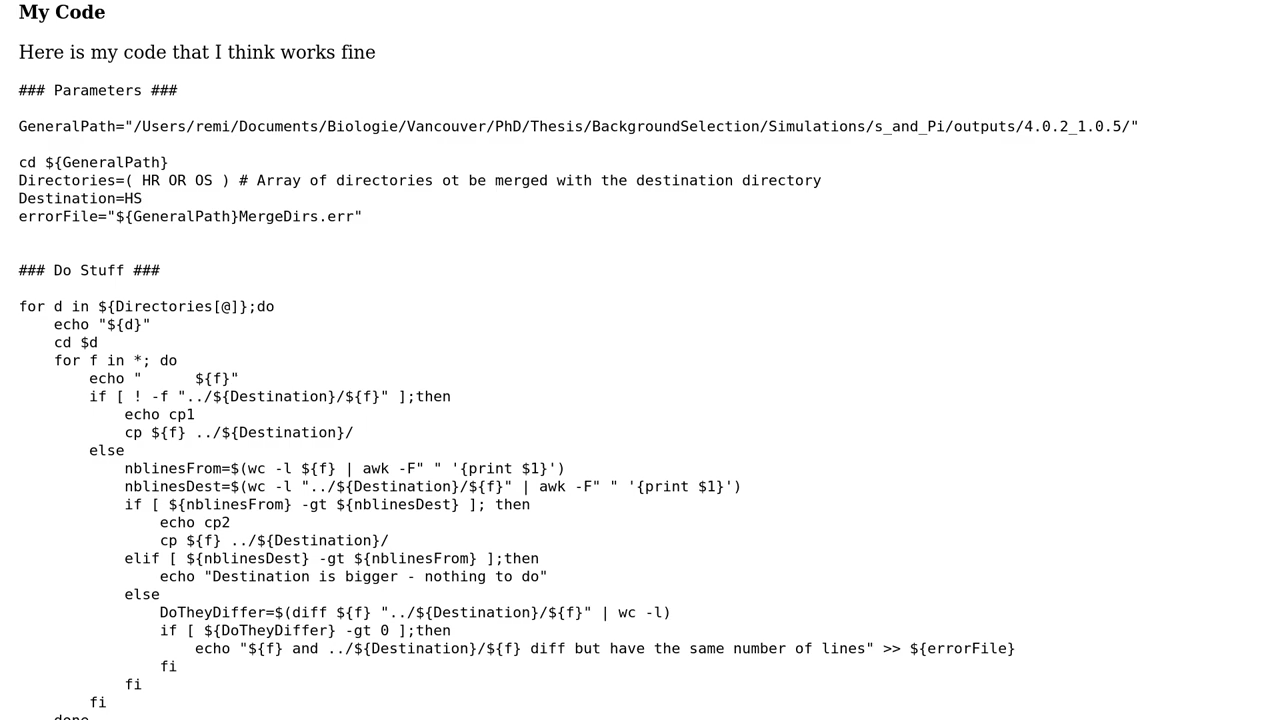 My Code
Here is my code that I think works fine
### Parameters ###
GeneralPath="/Users/remi/Documents/Biologie/Vancouver/PhD/Thesis/BackgroundSelection/Simulations/s_and_Pi/outputs/4.0.2_1.0.5/"
cd ${GeneralPath}
Directories=( HR OR OS ) # Array of directories ot be merged with the destination directory
Destination=HS
errorFile="${GeneralPath}MergeDirs.err"
### Do Stuff ###
for d in ${Directories[@]};do
    echo "${d}"
    cd $d
    for f in *; do
        echo "      ${f}"
        if [ ! -f "../${Destination}/${f}" ];then
            echo cp1
            cp ${f} ../${Destination}/
        else
            nblinesFrom=$(wc -l ${f} | awk -F" " '{print $1}')
            nblinesDest=$(wc -l "../${Destination}/${f}" | awk -F" " '{print $1}')
            if [ ${nblinesFrom} -gt ${nblinesDest} ]; then
                echo cp2
                cp ${f} ../${Destination}/
            elif [ ${nblinesDest} -gt ${nblinesFrom} ];then
                echo "Destination is bigger - nothing to do"
            else
                DoTheyDiffer=$(diff ${f} "../${Destination}/${f}" | wc -l)
                if [ ${DoTheyDiffer} -gt 0 ];then
                    echo "${f} and ../${Destination}/${f} diff but have the same number of lines" >> ${errorFile}
                fi
            fi
        fi
    done